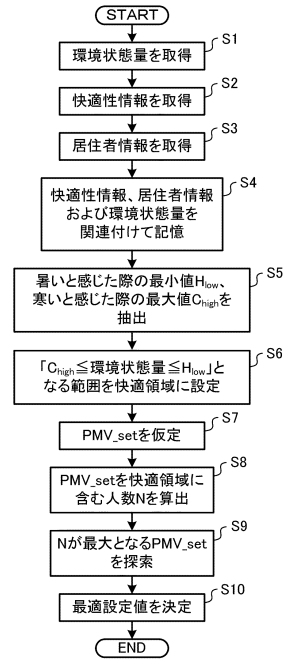 START
S1
環境状態量を取得
S2
快適性情報を取得
S3
居住者情報を取得
S4
快適性情報、居住者情報
および環境状態量を
関連付けて記憶
S5
暑いと感じた際の最小値Hlow、
寒いと感じた際の最大値Chighを
抽出
S6
「Chigh≦環境状態量≦Hlow」と
なる範囲を快適領域に設定
S7
PMV_setを仮定
S8
PMV_setを快適領域に
含む人数Nを算出
S9
Nが最大となるPMV_set
を探索
S10
最適設定値を決定
END